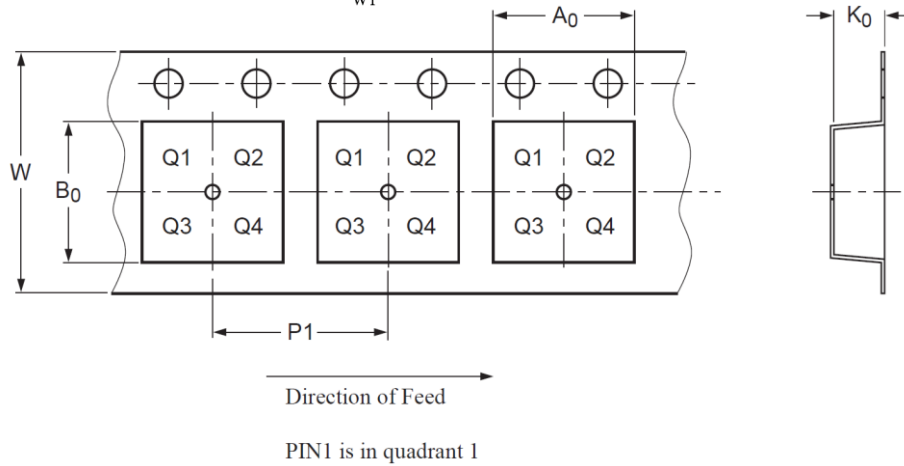 W1
A0
K0
Q1 Q2 Q1 Q2 Q1 Q2
W
B0
Q3 Q4 Q3 Q4 Q3 Q4
P1
Direction of Feed
PIN1 is in quadrant 1